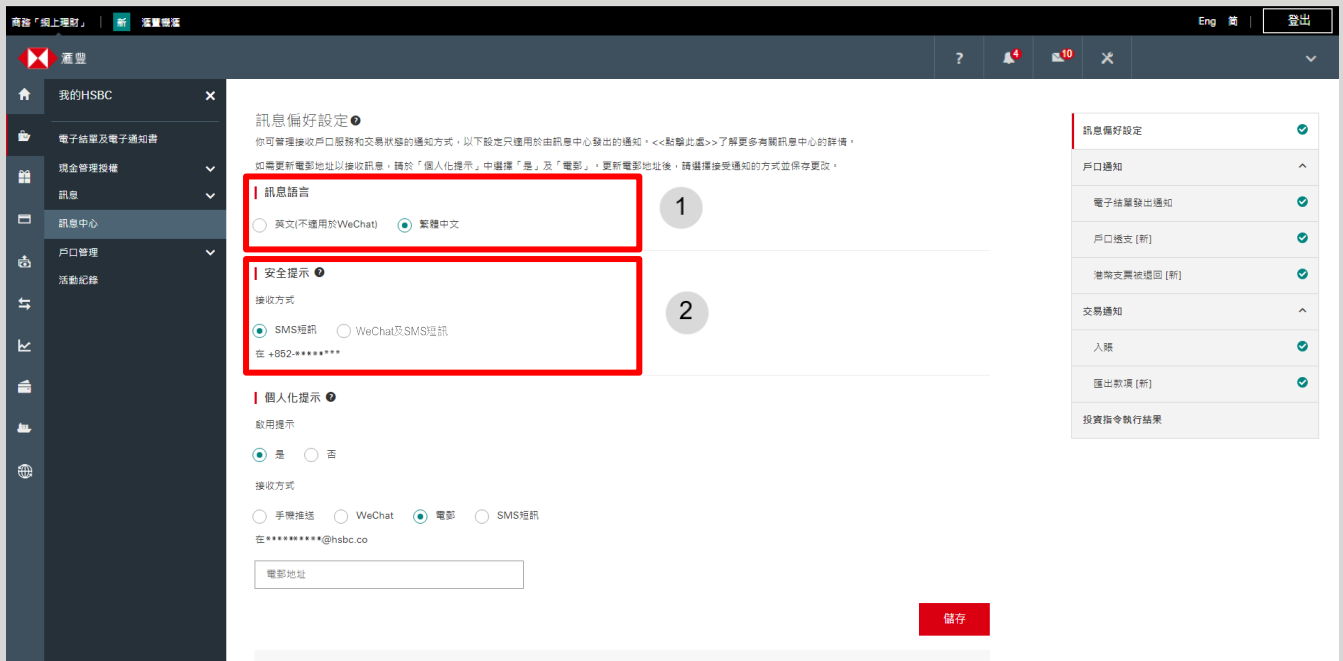 商務「網上理財」 | 新 滙豐機滙 Eng 简 | 登出
滙豐
? 4 10
我的HSBC
電子結單及電子通知書
現金管理授權
訊息
訊息中心
戶口管理
活動紀錄
訊息偏好設定
你可管理接收戶口服務和交易狀態的通知方式，以下設定只適用於由訊息中心發出的通知。<<點擊此處>>了解更多有關訊息中心的詳情。
如需更新電郵地址以接收訊息，請於「個人化提示」中選擇「是」及「電郵」。更新電郵地址後，請選擇接受通知的方式並保存更改。
訊息語言
英文(不適用於WeChat) 繁體中文
1
安全提示
接收方式
SMS短訊 WeChat及SMS短訊
在 +852-********
2
個人化提示
啟用提示
是 否
接收方式
手機推送 WeChat 電郵 SMS短訊
在**********@hsbc.co
電郵地址
儲存
訊息偏好設定
戶口通知
電子結單發出通知
戶口透支 [新]
港幣支票被退回 [新]
交易通知
入賬
匯出款項 [新]
投資指令執行結果